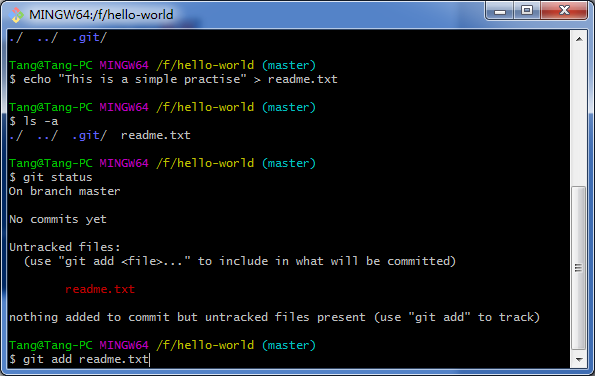 MINGW64:/f/hello-world
./  ../  .git/
Tang@Tang-PC MINGW64 /f/hello-world (master)
$ echo "This is a simple practise" > readme.txt
Tang@Tang-PC MINGW64 /f/hello-world (master)
$ ls -a
./  ../  .git/  readme.txt
Tang@Tang-PC MINGW64 /f/hello-world (master)
$ git status
On branch master
No commits yet
Untracked files:
  (use "git add <file>..." to include in what will be committed)
        readme.txt
nothing added to commit but untracked files present (use "git add" to track)
Tang@Tang-PC MINGW64 /f/hello-world (master)
$ git add readme.txt